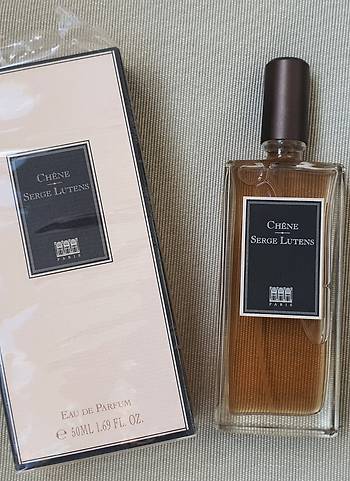 CHÊNE
SERGE LUTENS
PARIS
EAU DE PARFUM
℮ 50ML 1.69 FL. OZ.
CHÊNE
SERGE LUTENS
PARIS